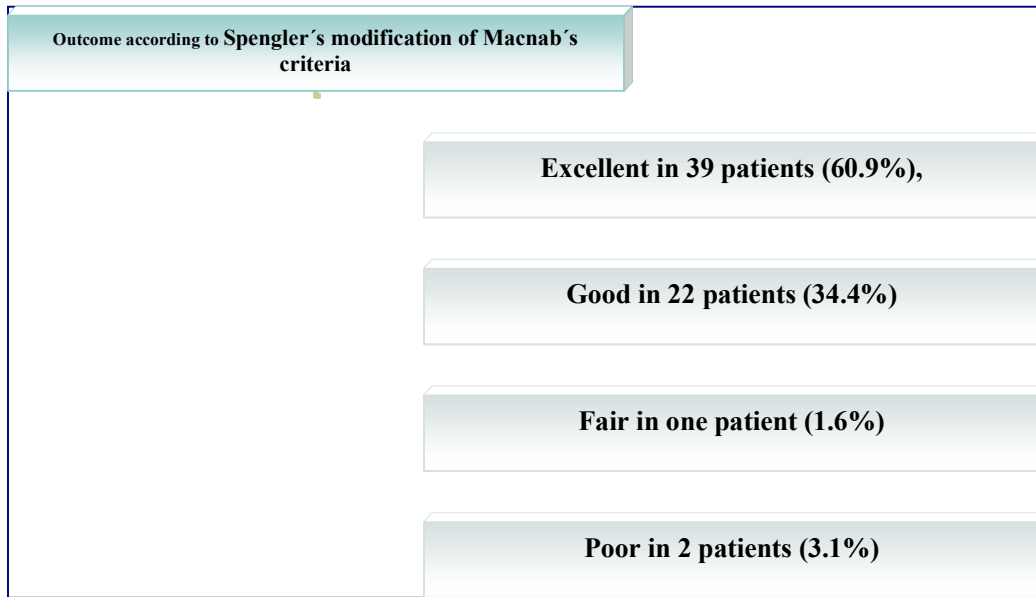 Outcome according to Spengler´s modification of Macnab´s
criteria
Excellent in 39 patients (60.9%),
Good in 22 patients (34.4%)
Fair in one patient (1.6%)
Poor in 2 patients (3.1%)